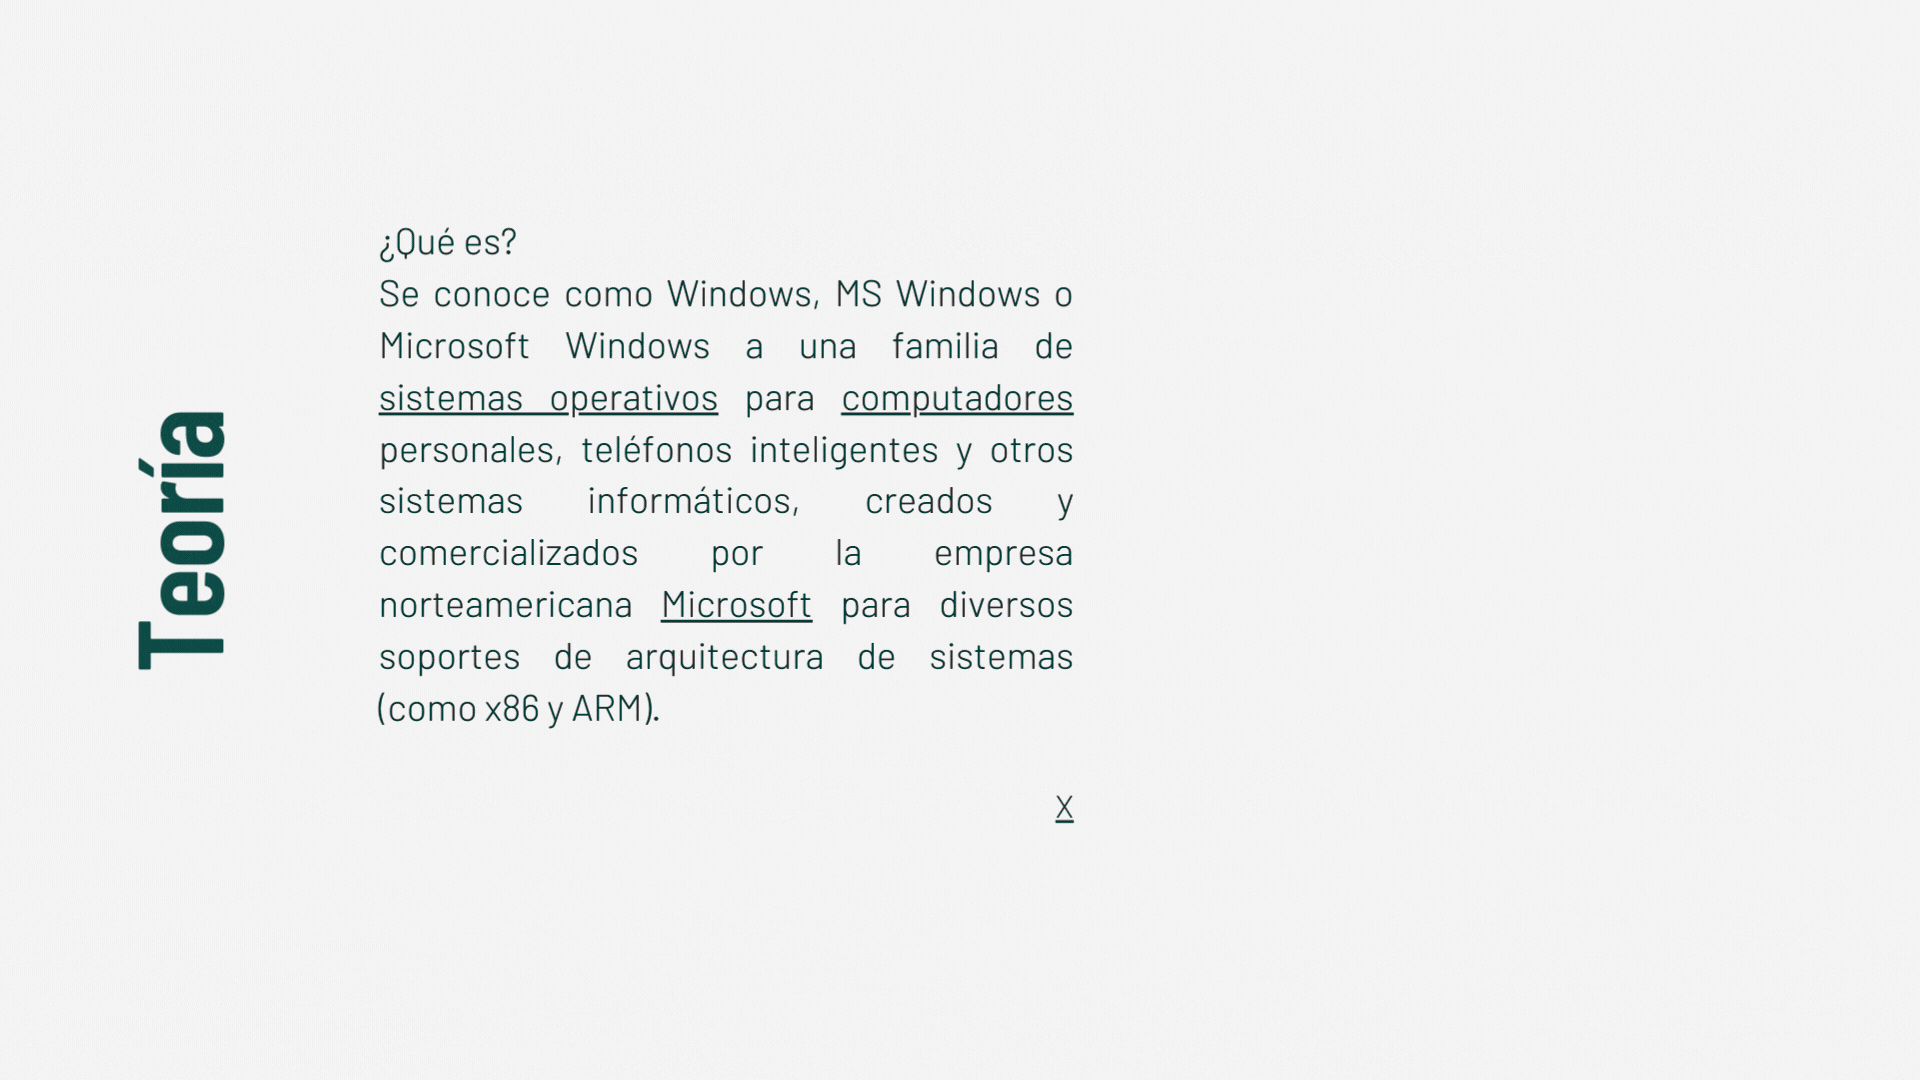 Teoría
¿Qué es?
Se conoce como Windows, MS Windows o
Microsoft Windows a una familia de
sistemas operativos para computadores
personales, teléfonos inteligentes y otros
sistemas informáticos, creados y
comercializados por la empresa
norteamericana Microsoft para diversos
soportes de arquitectura de sistemas
(como x86 y ARM).
X